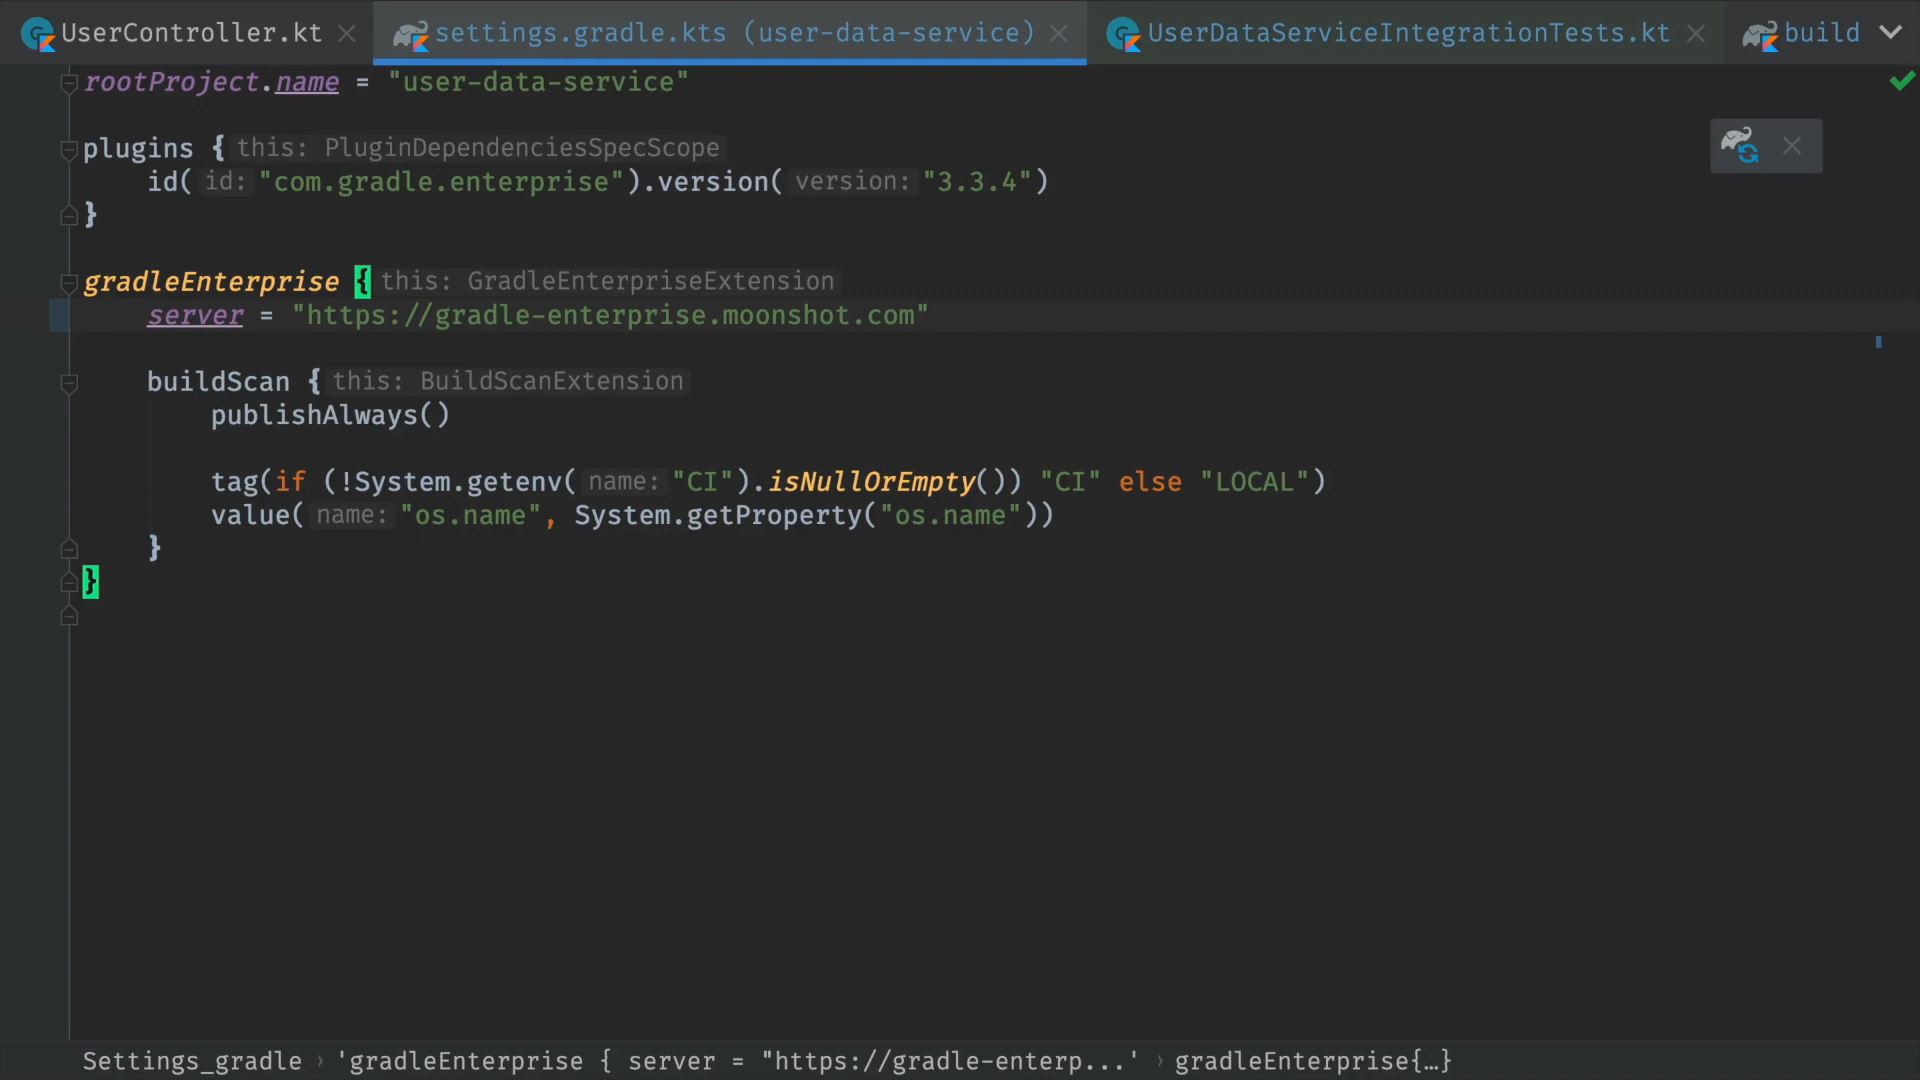 UserController.kt
settings.gradle.kts (user-data-service)
UserDataServiceIntegrationTests.kt
build
rootProject.name = "user-data-service"
plugins { this: PluginDependenciesSpecScope
id( id: "com.gradle.enterprise").version( version: "3.3.4")
}
gradleEnterprise { this: GradleEnterpriseExtension
server = "https://gradle-enterprise.moonshot.com"
buildScan { this: BuildScanExtension
publishAlways()
tag(if (!System.getenv( name: "CI").isNullOrEmpty()) "CI" else "LOCAL")
value( name: "os.name", System.getProperty("os.name"))
}
}
Settings_gradle › 'gradleEnterprise { server = "https://gradle-enterp...' › gradleEnterprise{…}